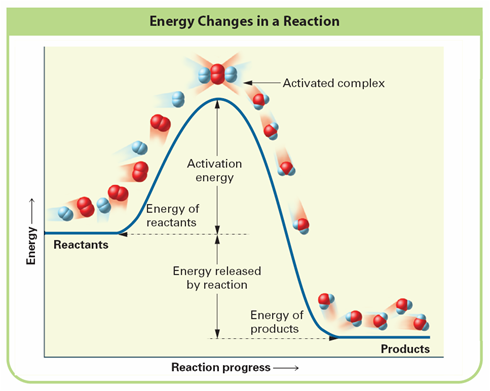 Energy Changes in a Reaction
Activated complex
Activation
energy
Energy of
reactants
Reactants
Energy
Energy released
by reaction
Energy of
products
Products
Reaction progress